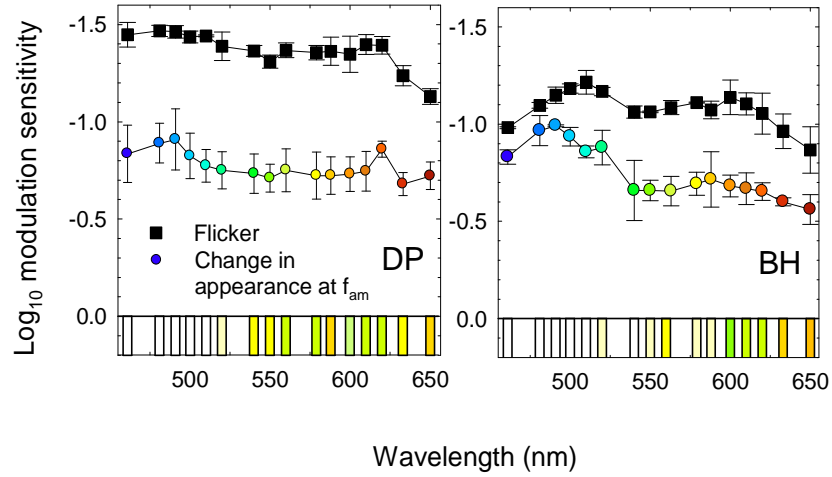 Log10 modulation sensitivity
-1.5
-1.0
-0.5
0.0
Flicker
Change in
appearance at fam
DP
500 550 600 650
-1.5
-1.0
-0.5
0.0
BH
500 550 600 650
Wavelength (nm)